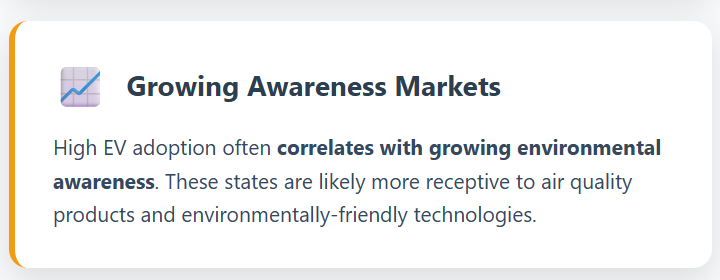 Growing Awareness Markets
High EV adoption often correlates with growing environmental
awareness. These states are likely more receptive to air quality
products and environmentally-friendly technologies.